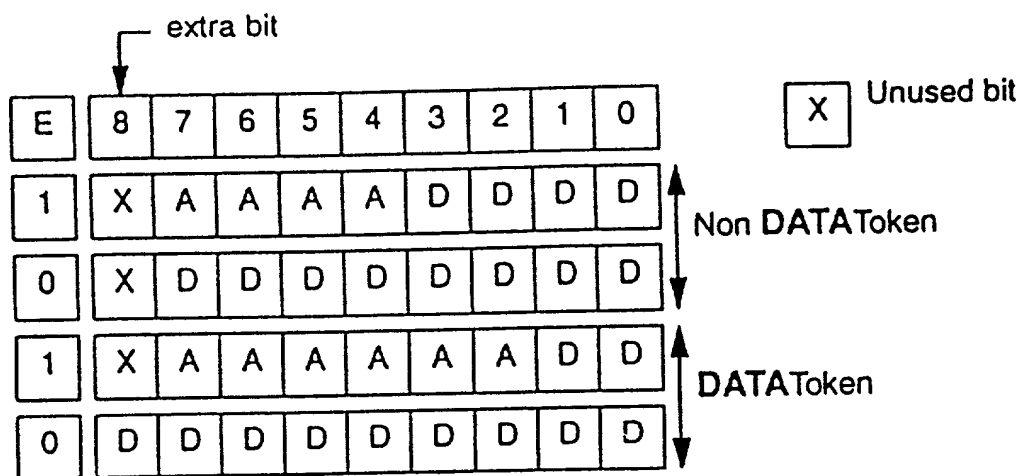 extra bit
E 8 7 6 5 4 3 2 1 0
X Unused bit
1 X A A A A D D D D
Non DATAToken
0 X D D D D D D D D
1 X A A A A A A D D
DATAToken
0 D D D D D D D D D